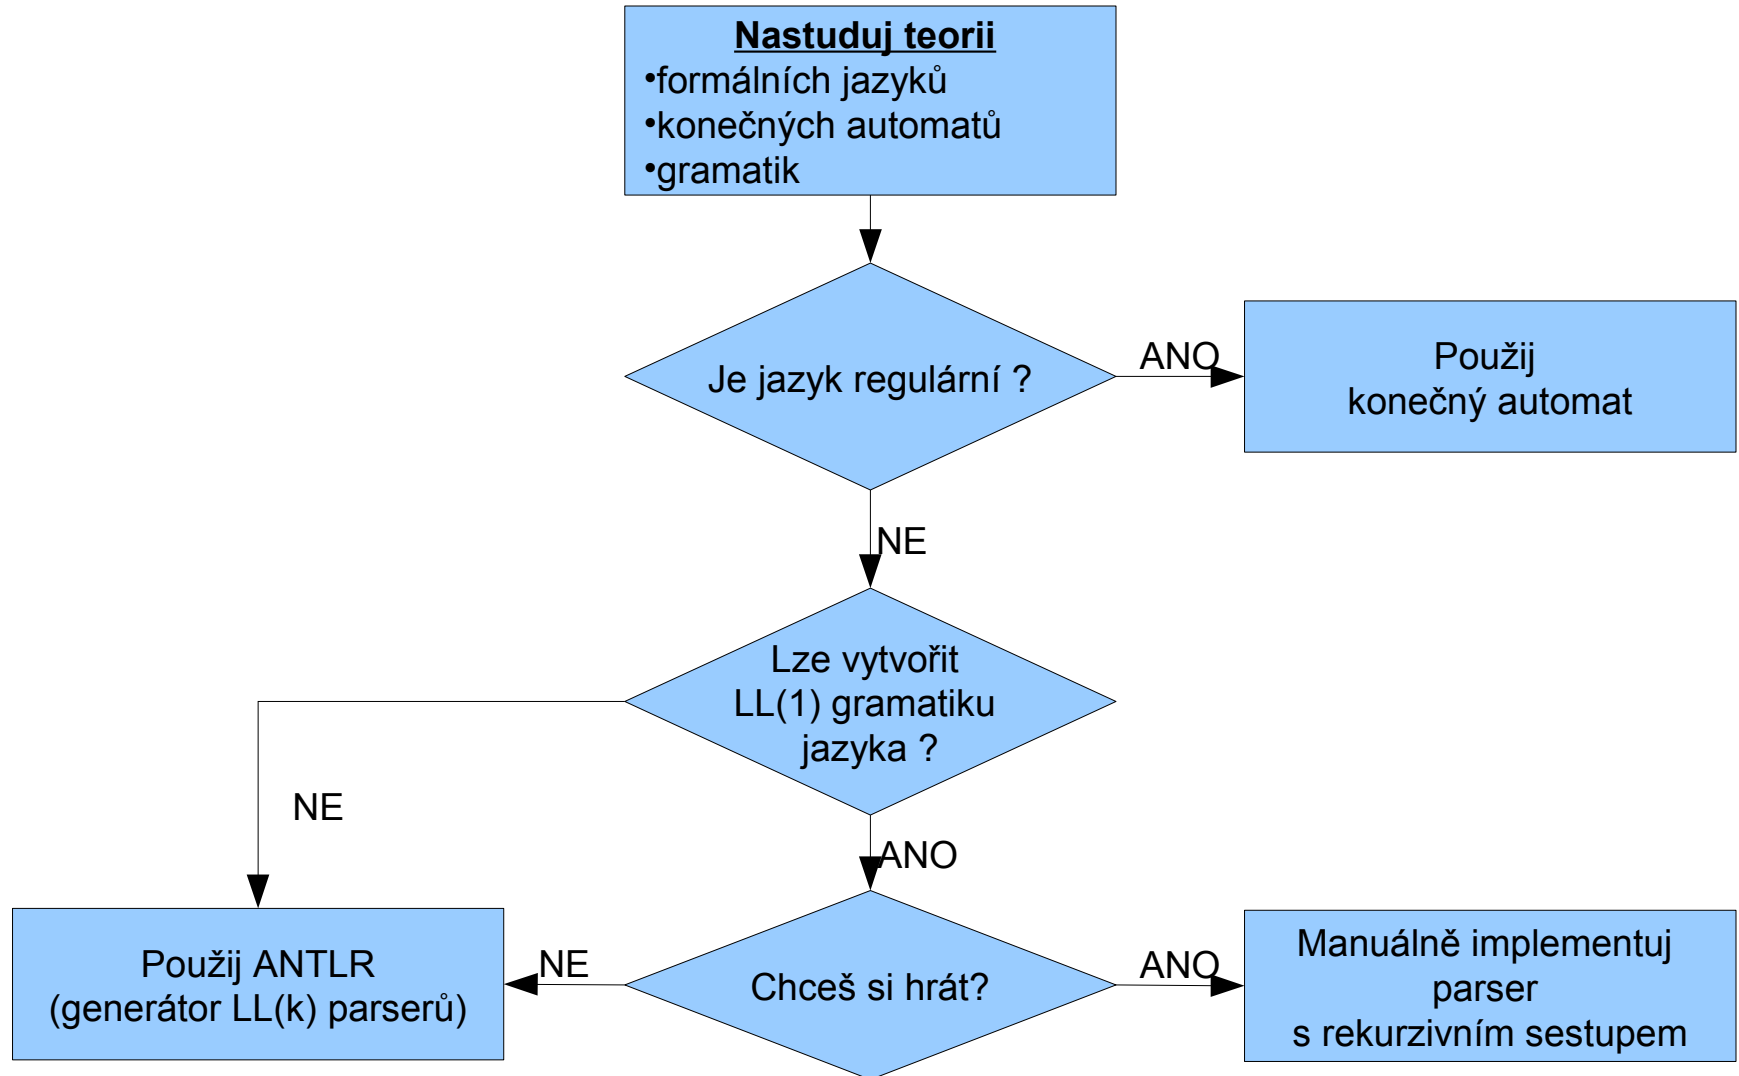 Nastuduj teorii
•formálních jazyků
•konečných automatů
•gramatik
Je jazyk regulární ?
ANO
Použij
konečný automat
NE
Lze vytvořit
LL(1) gramatiku
jazyka ?
NE
ANO
Použij ANTLR
(generátor LL(k) parserů)
NE
Chceš si hrát?
ANO
Manuálně implementuj
parser
s rekurzivním sestupem